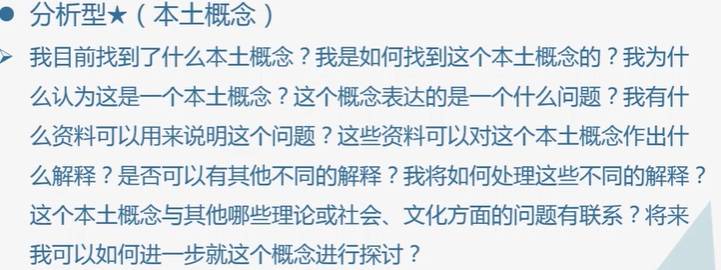 分析型★（本土概念）
我目前找到了什么本土概念？我是如何找到这个本土概念的？我为什
么认为这是一个本土概念？这个概念表达的是一个什么问题？我有什
么资料可以用来说明这个问题？这些资料可以对这个本土概念作出什
么解释？是否可以有其他不同的解释？我将如何处理这些不同的解释？
这个本土概念与其他哪些理论或社会、文化方面的问题有联系？将来
我可以如何进一步就这个概念进行探讨？